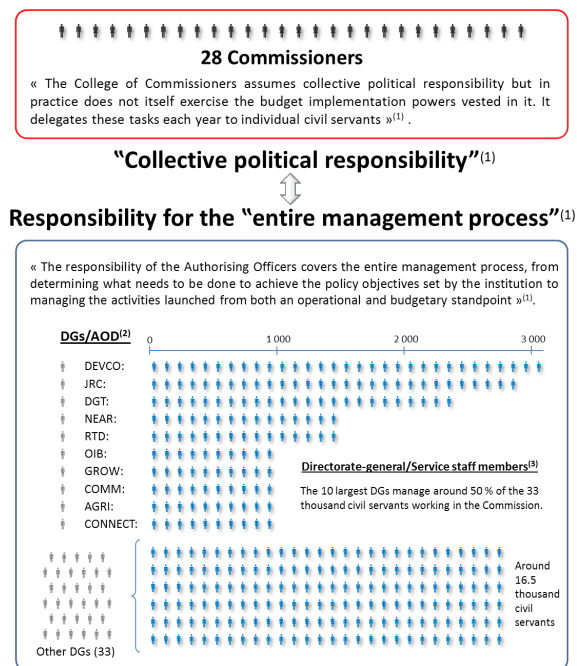 28 Commissioners
« The College of Commissioners assumes collective political responsibility but in
practice does not itself exercise the budget implementation powers vested in it. It
delegates these tasks each year to individual civil servants »(1) .
"Collective political responsibility"(1)
Responsibility for the "entire management process"(1)
« The responsibility of the Authorising Officers covers the entire management process, from
determining what needs to be done to achieve the policy objectives set by the institution to
managing the activities launched from both an operational and budgetary standpoint »(1).
DGs/AOD(2)
0 1 000 2 000 3 000
DEVCO:
JRC:
DGT:
NEAR:
RTD:
OIB:
GROW:
COMM:
AGRI:
CONNECT:
Directorate-general/Service staff members(3)
The 10 largest DGs manage around 50 % of the 33
thousand civil servants working in the Commission.
Other DGs (33)
Around
16.5
thousand
civil
servants